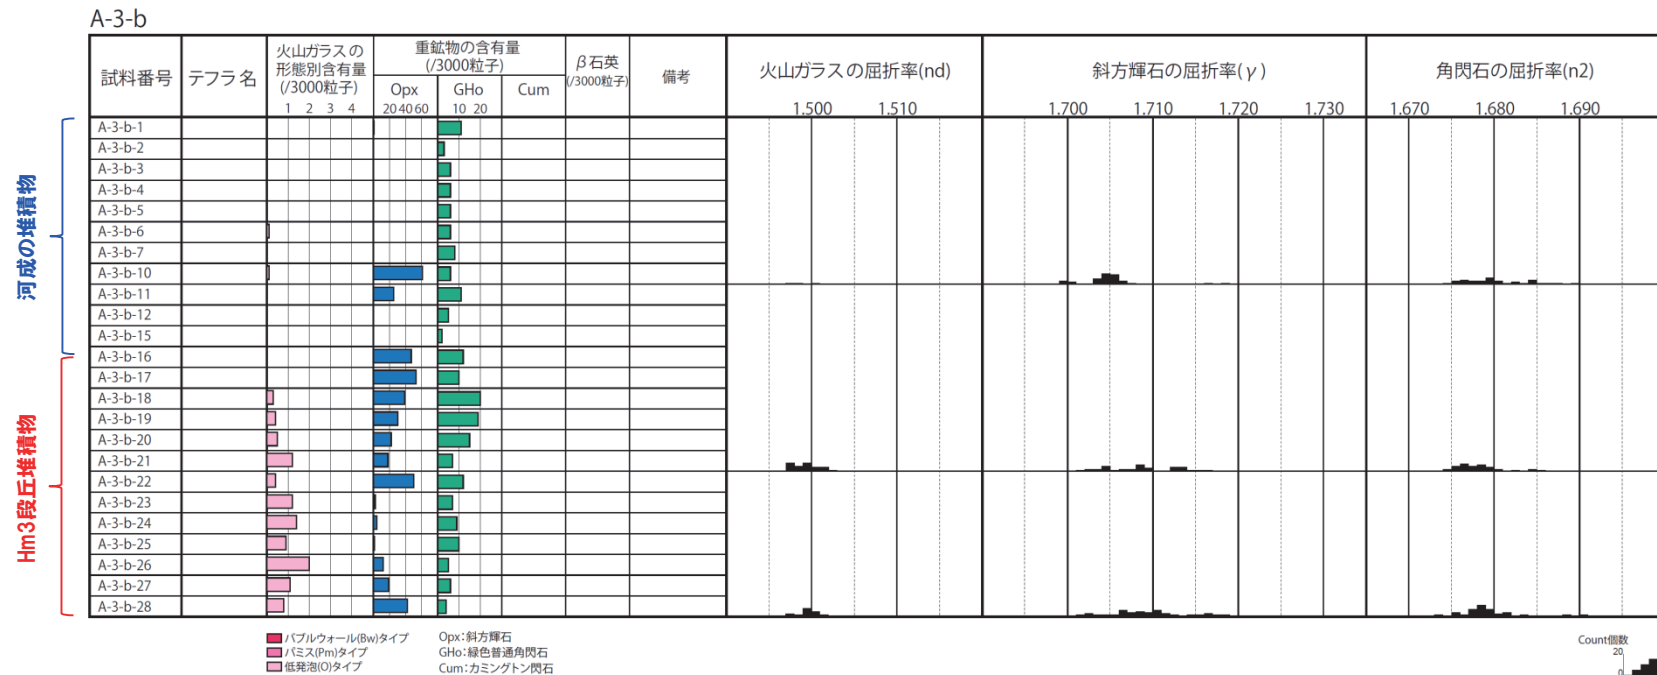 A-3-b
試料番号
テフラ名
火山ガラスの
形態別含有量
(/3000粒子)
1 2 3 4
重鉱物の含有量
(/3000粒子)
Opx GHo Cum
20 40 60 10 20
β石英
(/3000粒子)
備考
火山ガラスの屈折率(nd)
1.500 1.510
斜方輝石の屈折率(γ)
1.700 1.710 1.720 1.730
角閃石の屈折率(n2)
1.670 1.680 1.690
河成の堆積物
A-3-b-1
A-3-b-2
A-3-b-3
A-3-b-4
A-3-b-5
A-3-b-6
A-3-b-7
A-3-b-10
A-3-b-11
A-3-b-12
A-3-b-15
Hm3段丘堆積物
A-3-b-16
A-3-b-17
A-3-b-18
A-3-b-19
A-3-b-20
A-3-b-21
A-3-b-22
A-3-b-23
A-3-b-24
A-3-b-25
A-3-b-26
A-3-b-27
A-3-b-28
バブルウォール(Bw)タイプ
パミス(Pm)タイプ
低発泡(O)タイプ
Opx:斜方輝石
GHo:緑色普通角閃石
Cum:カミングトン閃石
Count個数
20
0